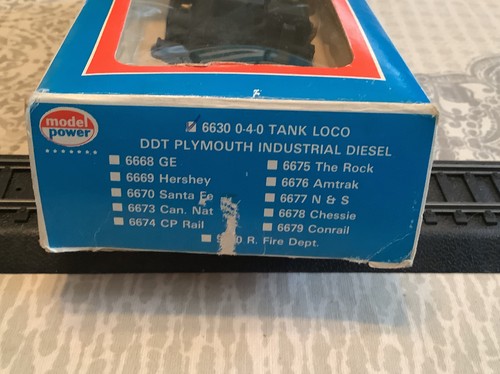 model
power
6630 0-4-0 TANK LOCO
DDT PLYMOUTH INDUSTRIAL DIESEL
6668 GE
6669 Hershey
6670 Santa Fe
6673 Can. Nat
6674 CP Rail
6675 The Rock
6676 Amtrak
6677 N & S
6678 Chessie
6679 Conrail
R. Fire Dept.